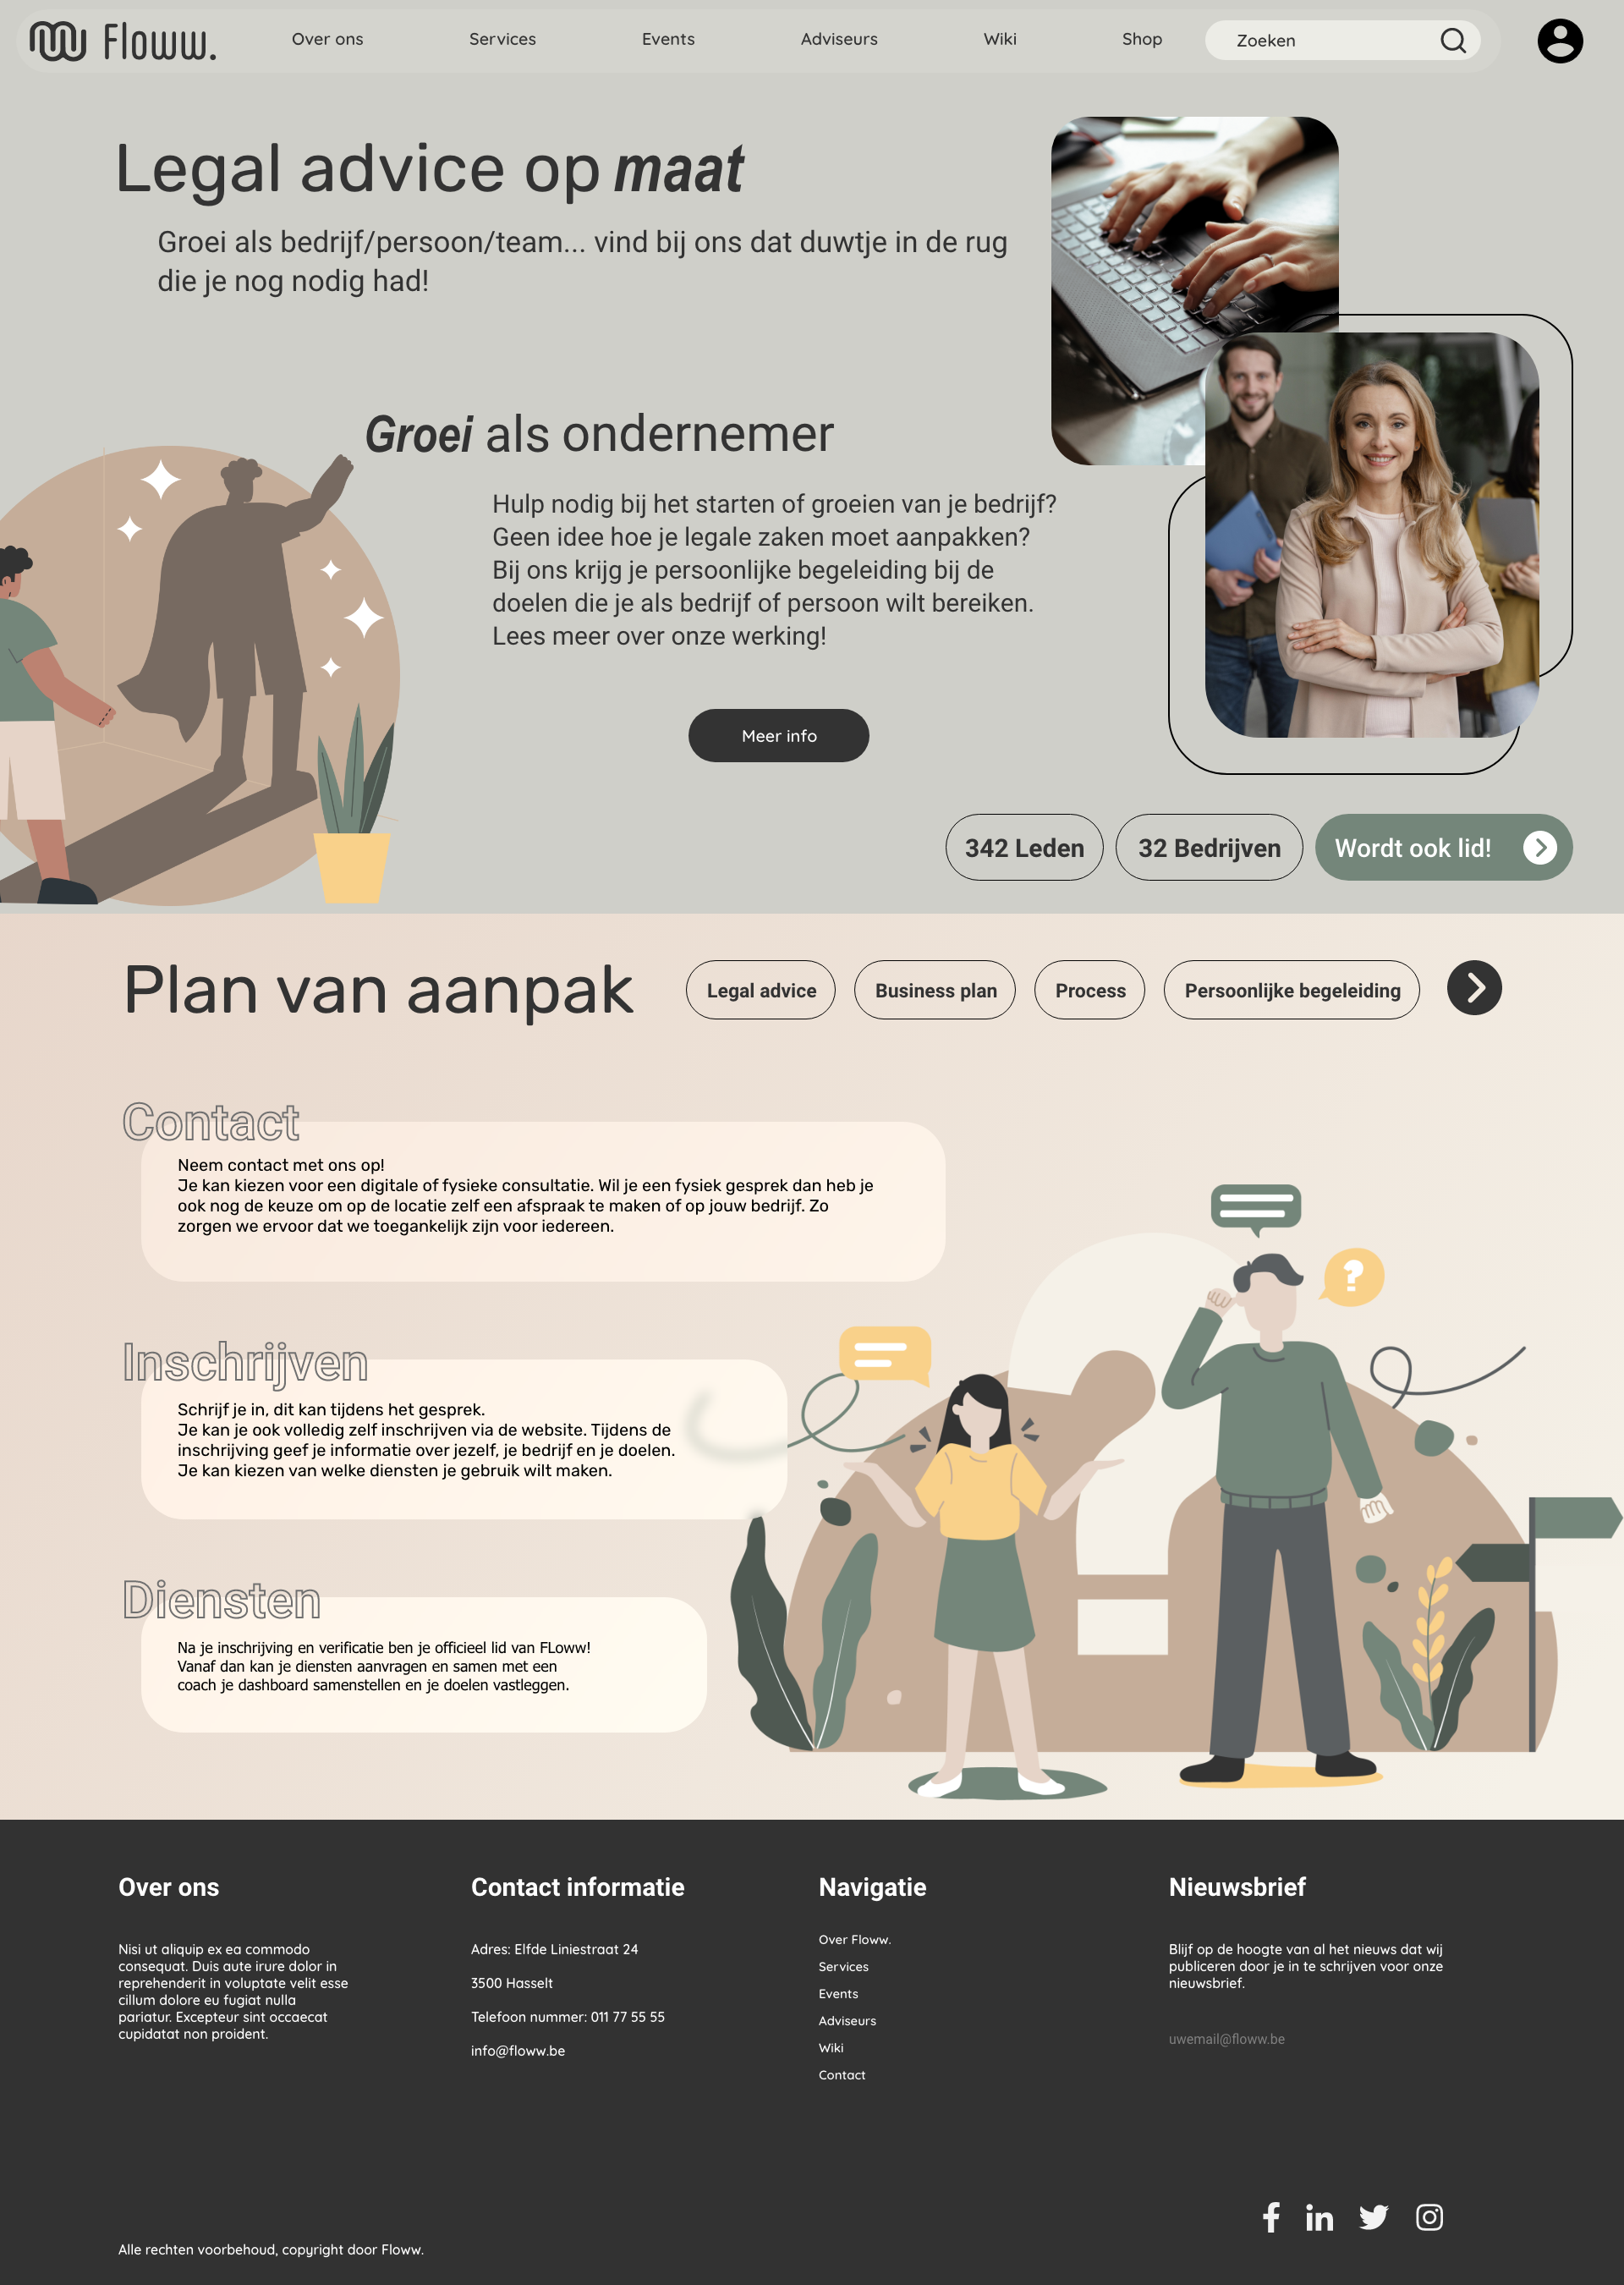 Floww.
Over ons
Services
Events
Adviseurs
Wiki
Shop
Zoeken
Legal advice op maat
Groei als bedrijf/persoon/team... vind bij ons dat duwtje in de rug
die je nog nodig had!
Groei als ondernemer
Hulp nodig bij het starten of groeien van je bedrijf?
Geen idee hoe je legale zaken moet aanpakken?
Bij ons krijg je persoonlijke begeleiding bij de
doelen die je als bedrijf of persoon wilt bereiken.
Lees meer over onze werking!
Meer info
342 Leden
32 Bedrijven
Wordt ook lid!
Plan van aanpak
Legal advice
Business plan
Process
Persoonlijke begeleiding
Contact
Neem contact met ons op!
Je kan kiezen voor een digitale of fysieke consultatie. Wil je een fysiek gesprek dan heb je
ook nog de keuze om op de locatie zelf een afspraak te maken of op jouw bedrijf. Zo
zorgen we ervoor dat we toegankelijk zijn voor iedereen.
Inschrijven
Schrijf je in, dit kan tijdens het gesprek.
Je kan je ook volledig zelf inschrijven via de website. Tijdens de
inschrijving geef je informatie over jezelf, je bedrijf en je doelen.
Je kan kiezen van welke diensten je gebruik wilt maken.
?
Diensten
Na je inschrijving en verificatie ben je officieel lid van FLoww!
Vanaf dan kan je diensten aanvragen en samen met een
coach je dashboard samenstellen en je doelen vastleggen.
Over ons
Nisi ut aliquip ex ea commodo
consequat. Duis aute irure dolor in
reprehenderit in voluptate velit esse
cillum dolore eu fugiat nulla
pariatur. Excepteur sint occaecat
cupidatat non proident.
Contact informatie
Adres: Elfde Liniestraat 24
3500 Hasselt
Telefoon nummer: 011 77 55 55
info@floww.be
Navigatie
Over Floww.
Services
Events
Adviseurs
Wiki
Contact
Nieuwsbrief
Blijf op de hoogte van al het nieuws dat wij
publiceren door je in te schrijven voor onze
nieuwsbrief.
uwemail@floww.be
Alle rechten voorbehoud, copyright door Floww.